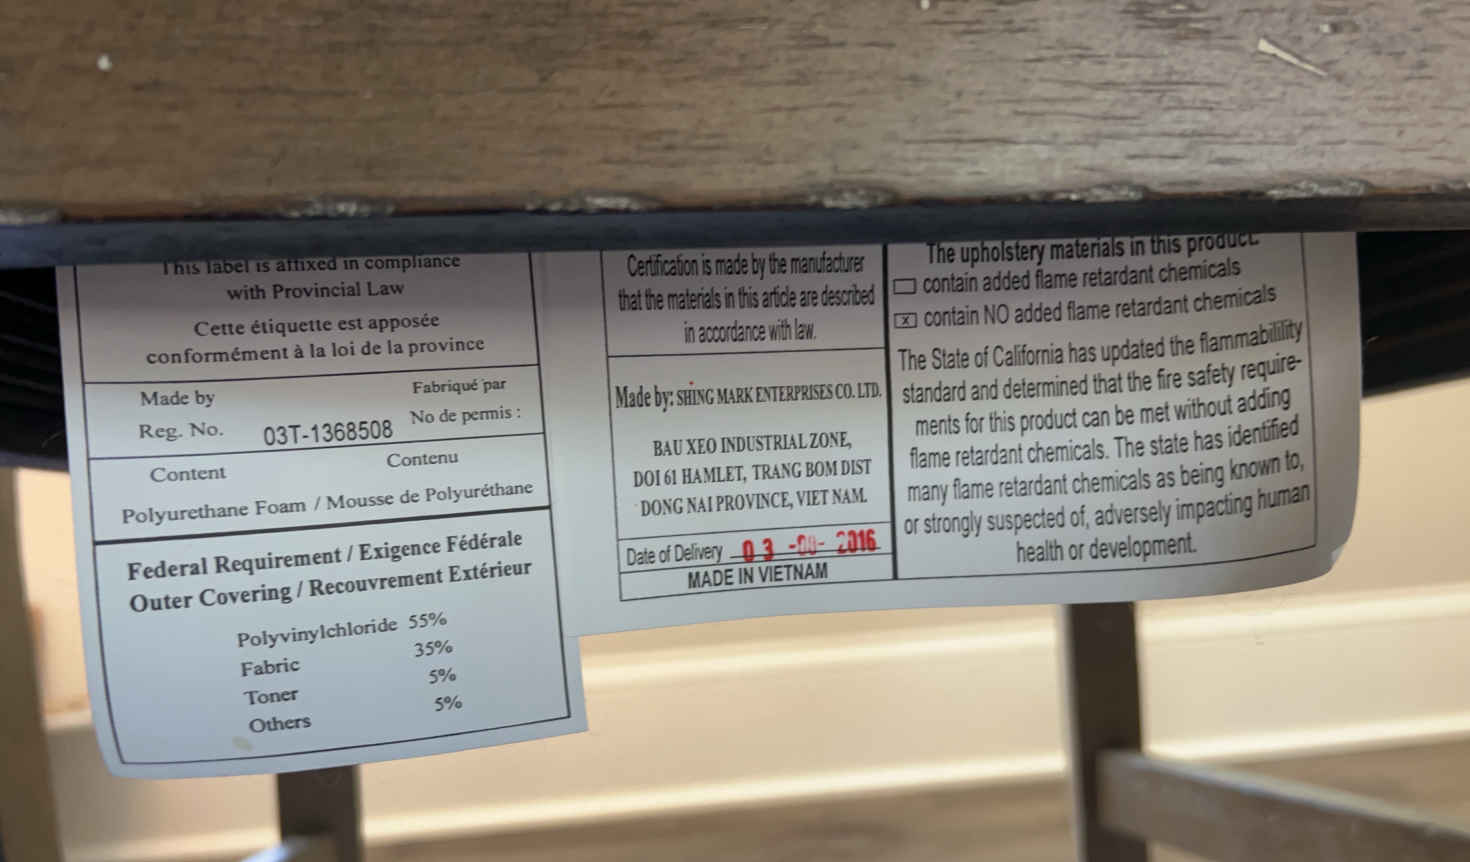 This label is affixed in compliance
with Provincial Law
Cette étiquette est apposée
conformément à la loi de la province
Made by Fabriqué par
Reg. No. 03T-1368508 No de permis :
Content Contenu
Polyurethane Foam / Mousse de Polyuréthane
Federal Requirement / Exigence Fédérale
Outer Covering / Recouvrement Extérieur
Polyvinylchloride 55%
Fabric 35%
Toner 5%
Others 5%
Certification is made by the manufacturer
that the materials in this article are described
in accordance with law.
Made by: SHING MARK ENTERPRISES CO. LTD.
BAU XEO INDUSTRIAL ZONE,
DOI 61 HAMLET, TRANG BOM DIST
DONG NAI PROVINCE, VIET NAM.
Date of Delivery 03 - - 2016
MADE IN VIETNAM
The upholstery materials in this product:
contain added flame retardant chemicals
x contain NO added flame retardant chemicals
The State of California has updated the flammabilility
standard and determined that the fire safety require-
ments for this product can be met without adding
flame retardant chemicals. The state has identified
many flame retardant chemicals as being known to,
or strongly suspected of, adversely impacting human
health or development.